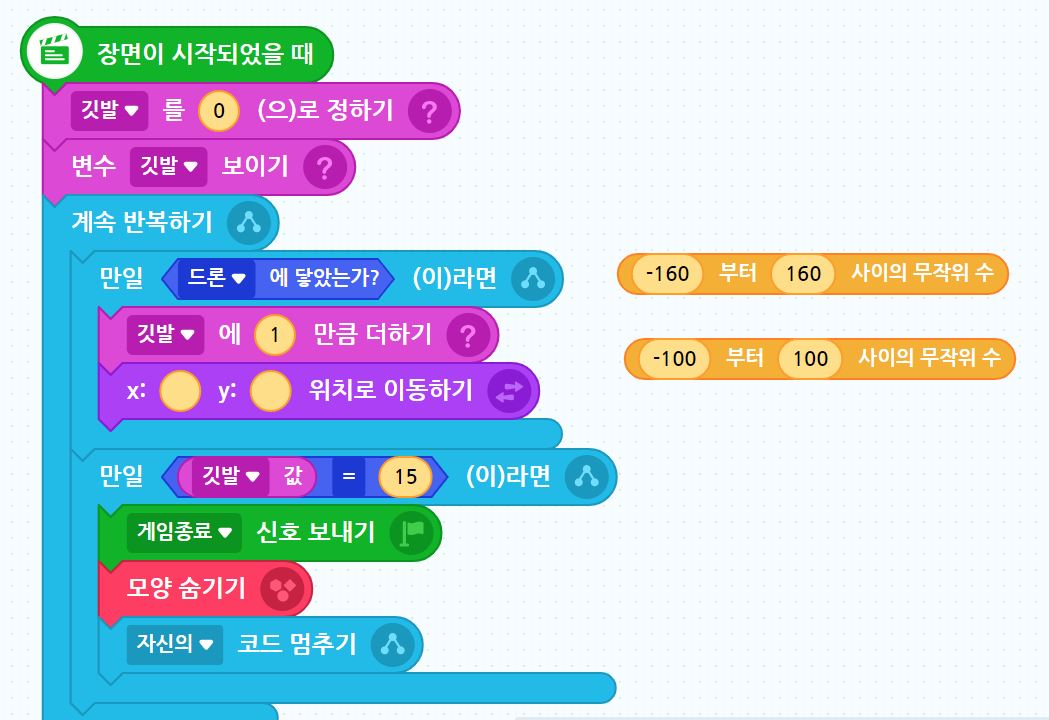 장면이 시작되었을 때
깃발 를 0 (으)로 정하기 ?
변수 깃발 보이기 ?
계속 반복하기
만일 드론 에 닿았는가? (이)라면
-160 부터 160 사이의 무작위 수
깃발 에 1 만큼 더하기 ?
-100 부터 100 사이의 무작위 수
x: y: 위치로 이동하기
만일 깃발 값 = 15 (이)라면
게임종료 신호 보내기
모양 숨기기
자신의 코드 멈추기